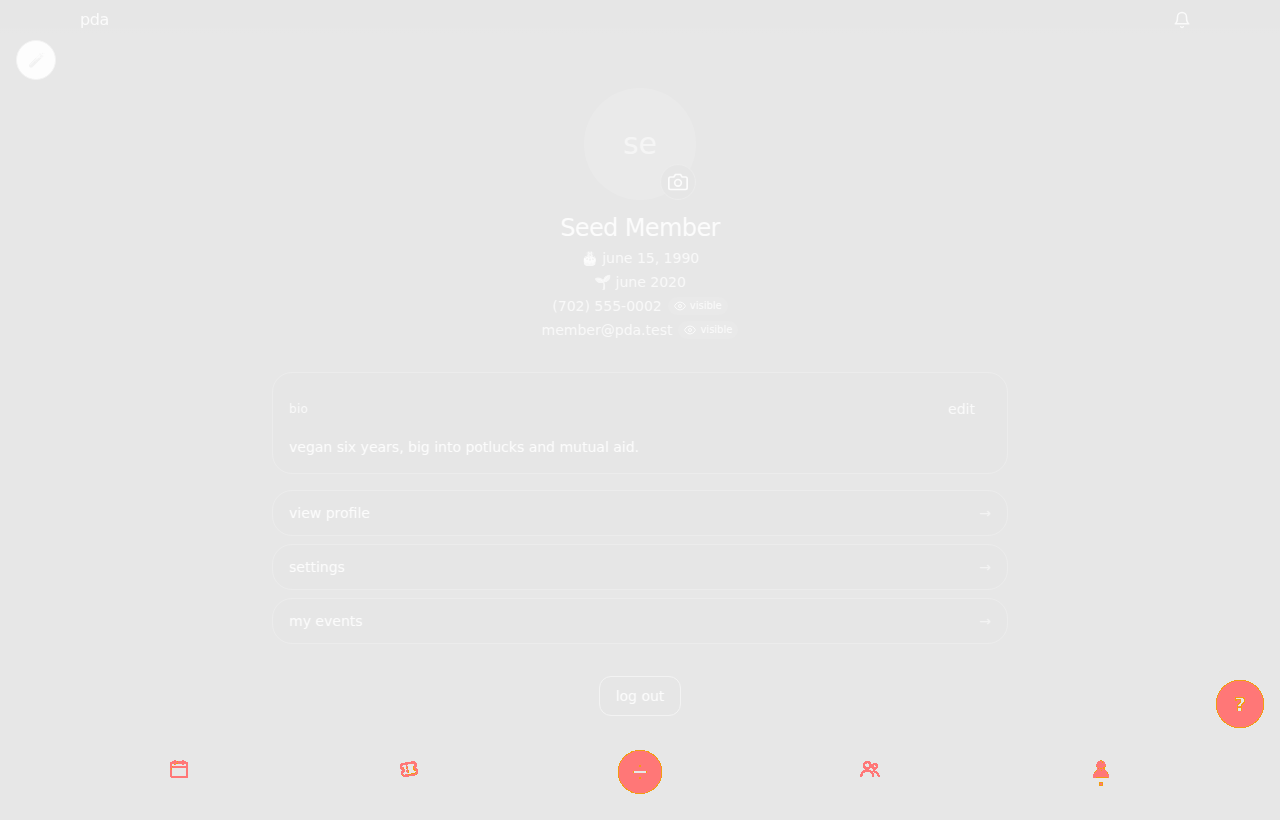 pda
se
Seed Member
june 15, 1990
june 2020
(702) 555-0002 visible
member@pda.test visible
bio edit
vegan six years, big into potlucks and mutual aid.
view profile →
settings →
my events →
log out
?